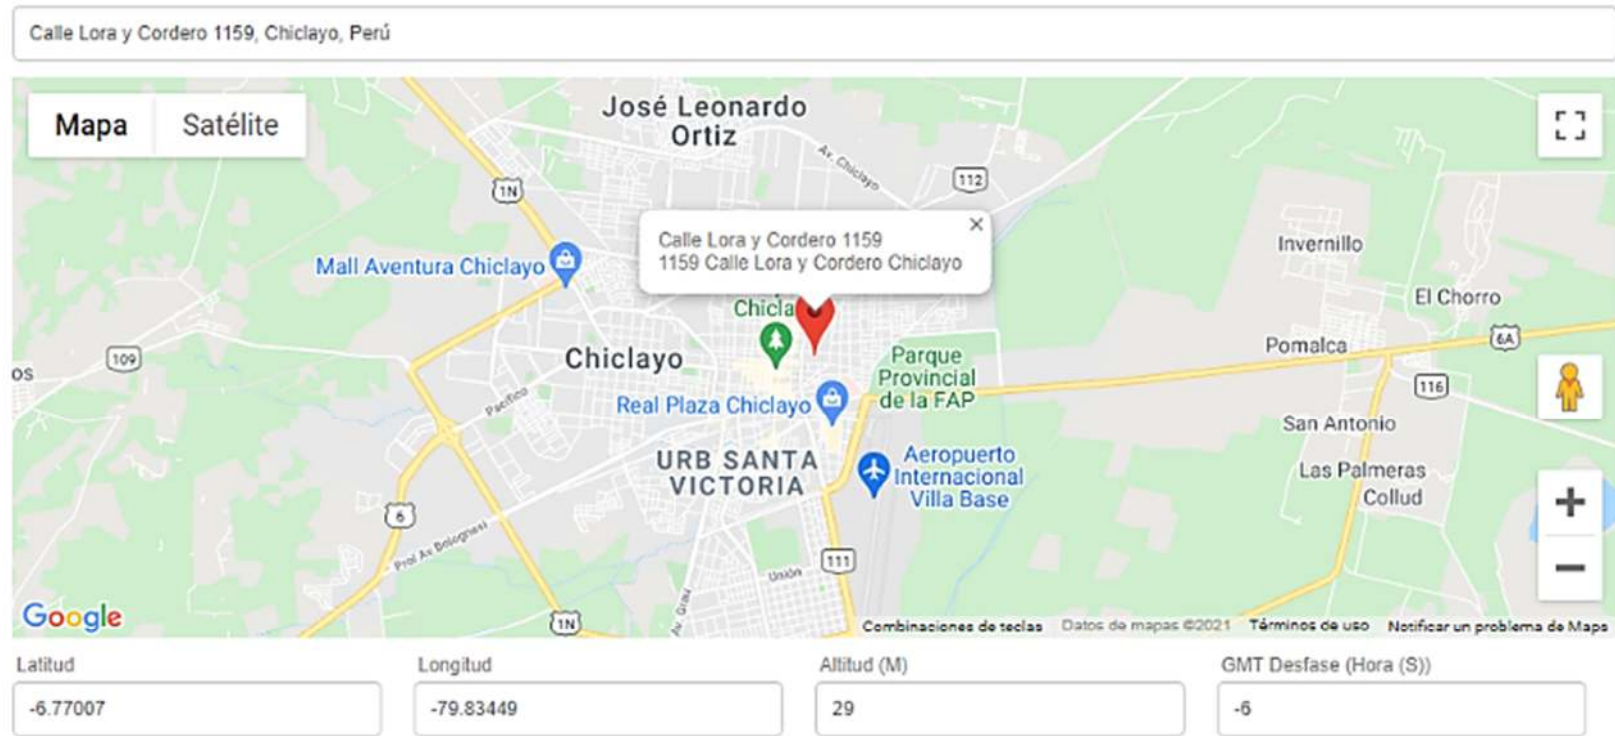 Calle Lora y Cordero 1159, Chiclayo, Perú
Mapa
Satélite
José Leonardo
Ortiz
Av. Chiclayo
112
1N
Calle Lora y Cordero 1159
1159 Calle Lora y Cordero Chiclayo
×
Invernillo
Mall Aventura Chiclayo
El Chorro
Chicla
6A
Pomalca
109
os
Chiclayo
Parque
Provincial
de la FAP
116
Pacífico
Real Plaza Chiclayo
San Antonio
URB SANTA
VICTORIA
Aeropuerto
Internacional
Villa Base
Las Palmeras
Collud
+
6
Prol Av Bolognesi
111
Unión
−
Av. Grau
1N
Google
Combinaciones de teclas
Datos de mapas ©2021
Términos de uso
Notificar un problema de Maps
Latitud
Longitud
Altitud (M)
GMT Desfase (Hora (S))
-6.77007
-79.83449
29
-6